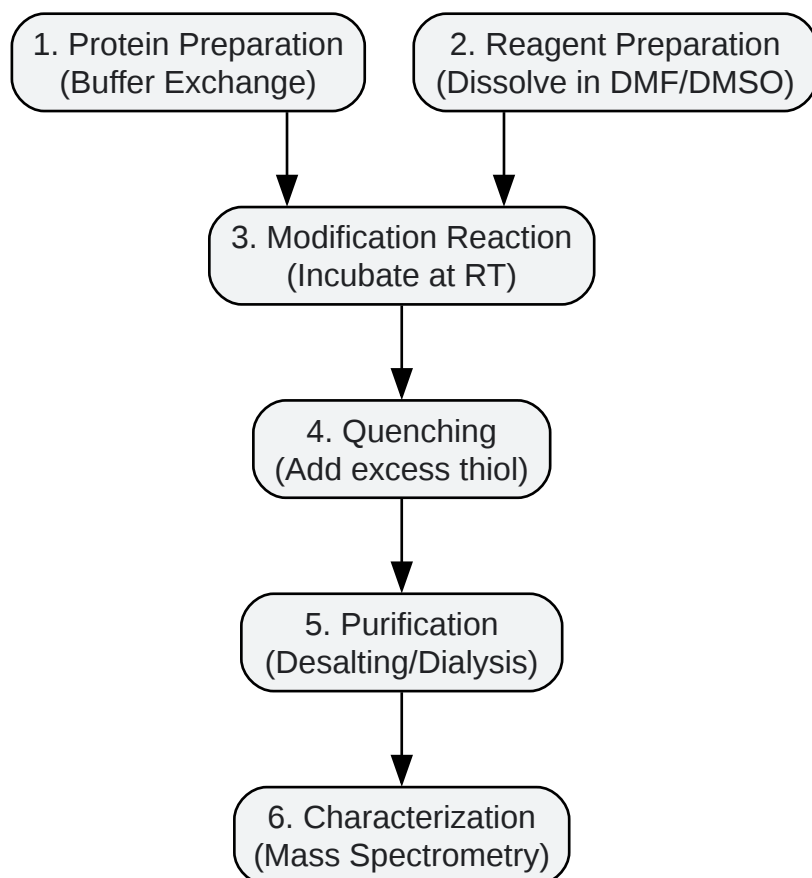 1. Protein Preparation
(Buffer Exchange)
2. Reagent Preparation
(Dissolve in DMF/DMSO)
3. Modification Reaction
(Incubate at RT)
4. Quenching
(Add excess thiol)
5. Purification
(Desalting/Dialysis)
6. Characterization
(Mass Spectrometry)